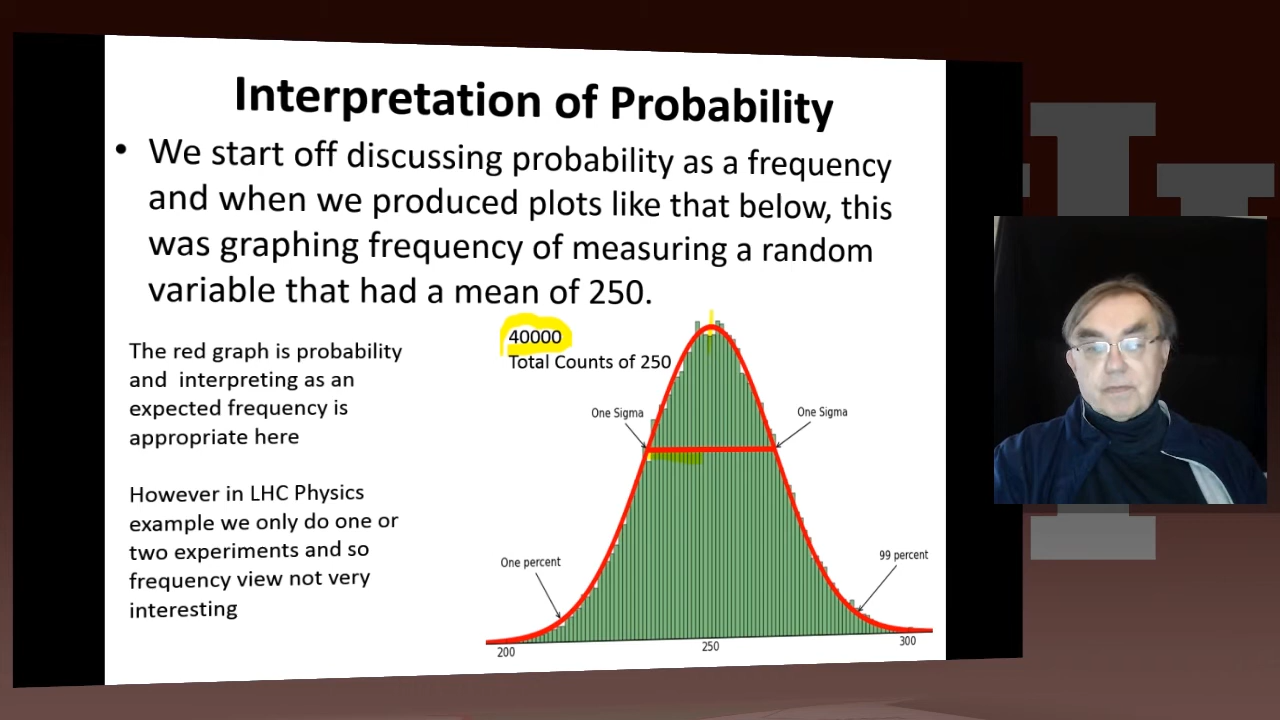 Interpretation of Probability
• We start off discussing probability as a frequency
and when we produced plots like that below, this
was graphing frequency of measuring a random
variable that had a mean of 250.
The red graph is probability
and interpreting as an
expected frequency is
appropriate here
However in LHC Physics
example we only do one or
two experiments and so
frequency view not very
interesting
40000
Total Counts of 250
One Sigma
One Sigma
One percent
99 percent
200
250
300